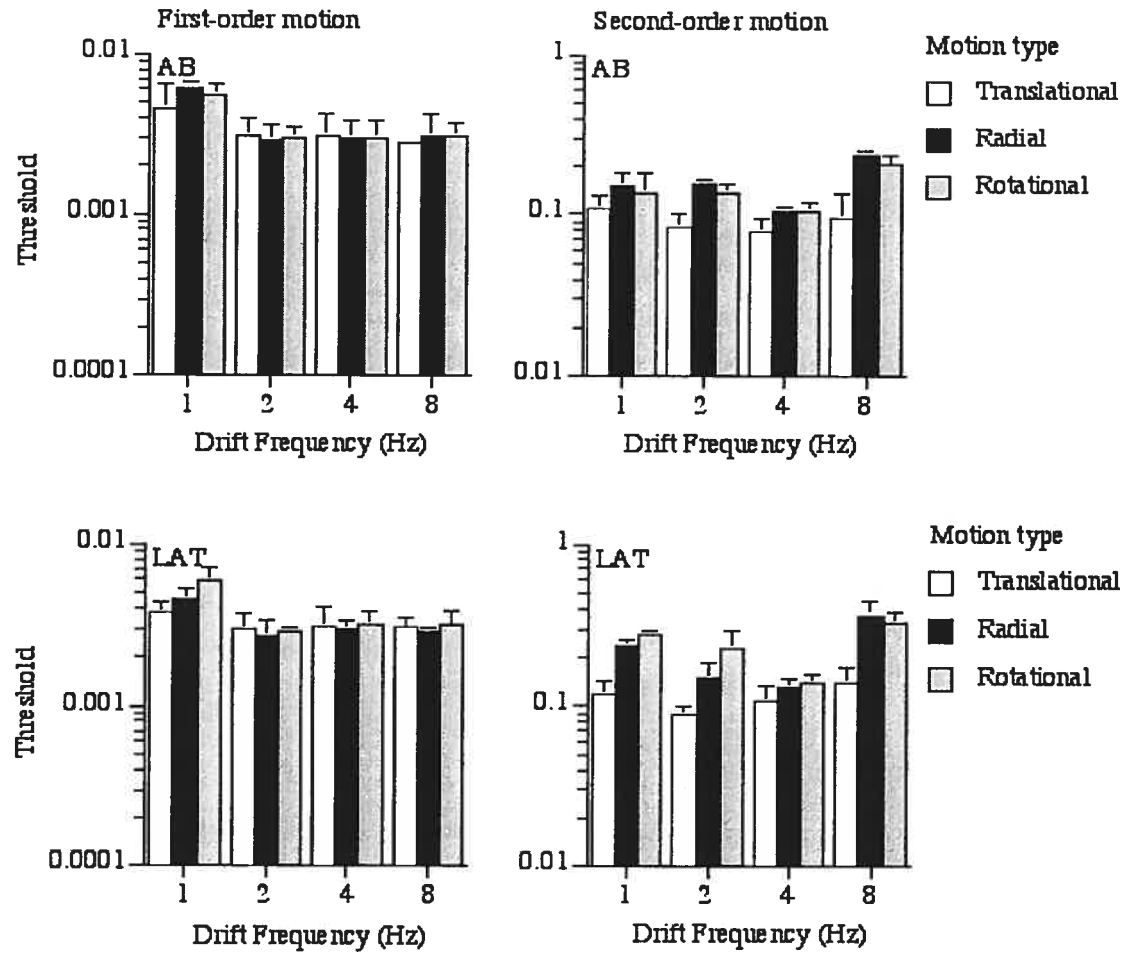 First-order motion
Second-order motion
Motion type
Translational
Radial
Rotational
AB
0.01
0.001
0.0001
Threshold
1 2 4 8
Drift Frequency (Hz)
AB
1
0.1
0.01
1 2 4 8
Drift Frequency (Hz)
LAT
0.01
0.001
0.0001
Threshold
1 2 4 8
Drift Frequency (Hz)
LAT
1
0.1
0.01
1 2 4 8
Drift Frequency (Hz)
Motion type
Translational
Radial
Rotational